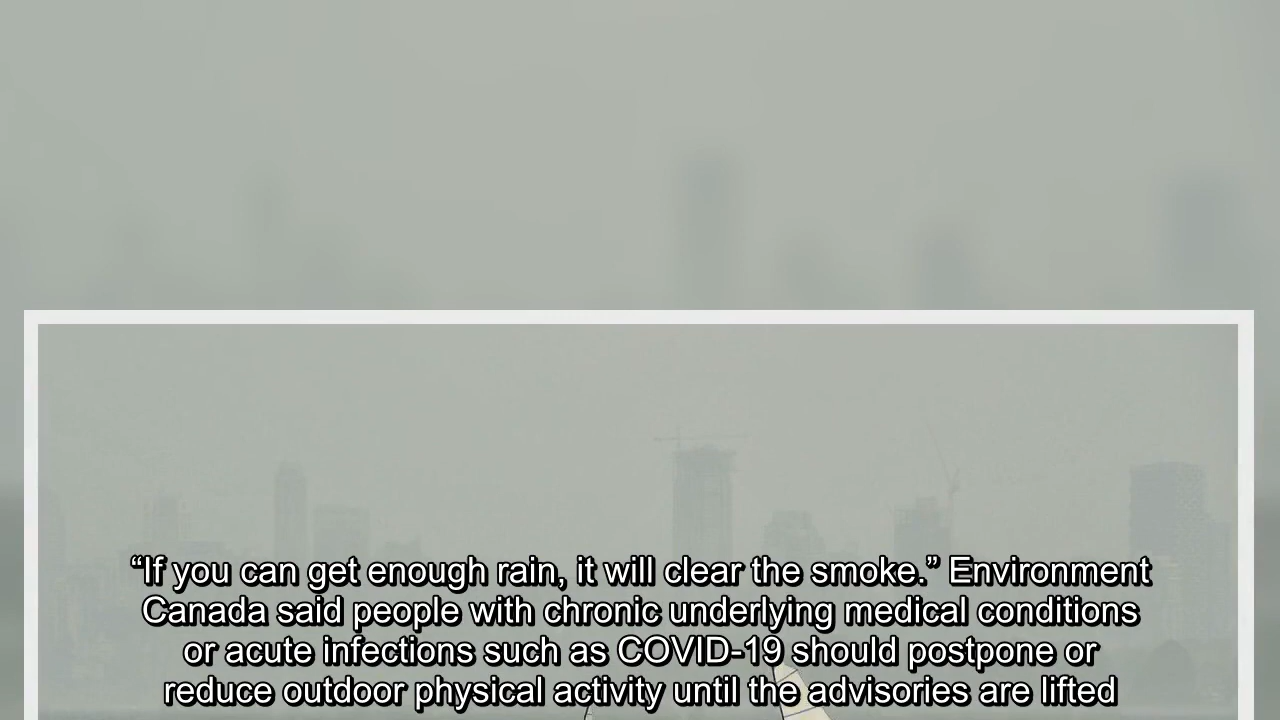 “If you can get enough rain, it will clear the smoke.” Environment
Canada said people with chronic underlying medical conditions
or acute infections such as COVID-19 should postpone or
reduce outdoor physical activity until the advisories are lifted